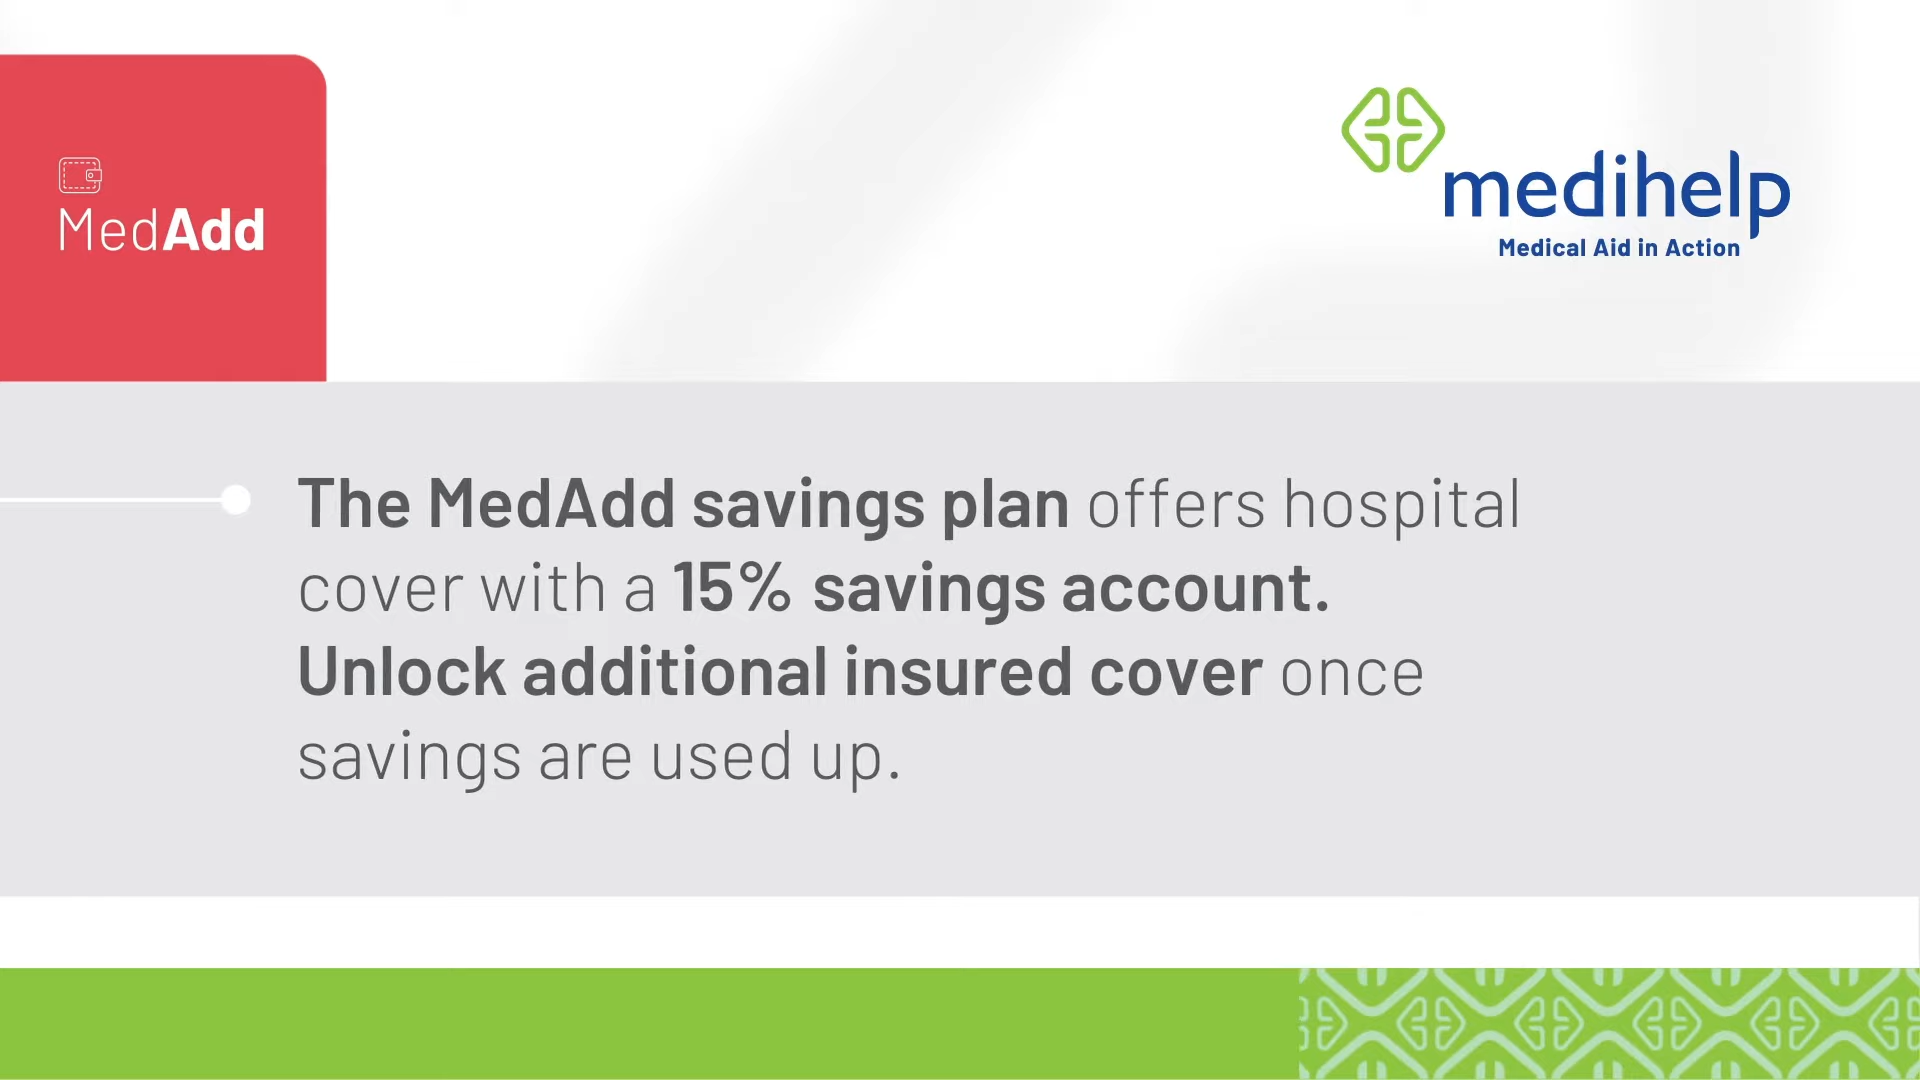 MedAdd
medihelp
Medical Aid in Action
The MedAdd savings plan offers hospital
cover with a 15% savings account.
Unlock additional insured cover once
savings are used up.